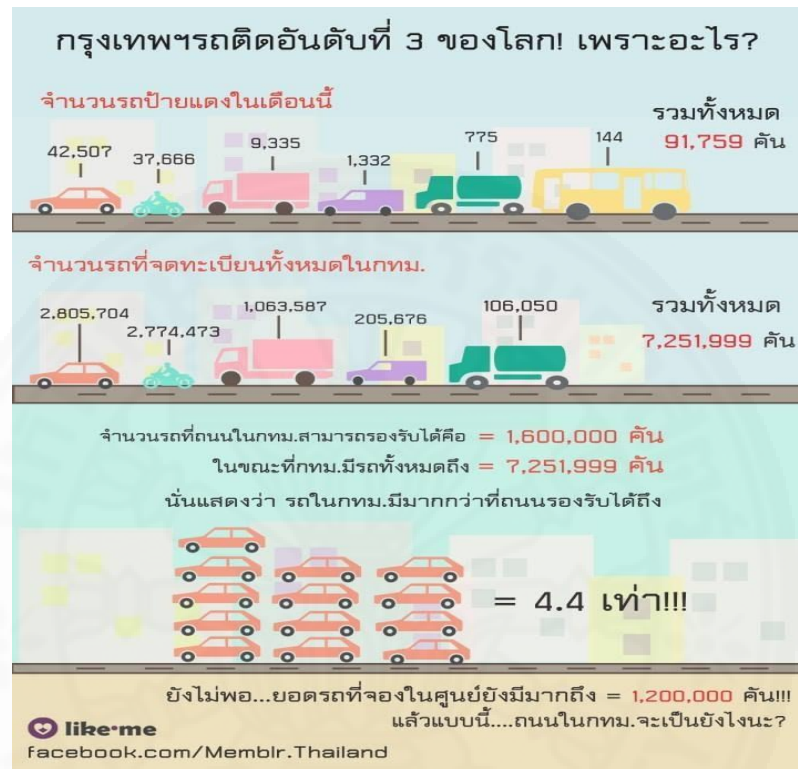 กรุงเทพฯรถติดอันดับที่ 3 ของโลก! เพราะอะไร?
จำนวนรถป้ายแดงในเดือนนี้
รวมทั้งหมด
91,759 คัน
42,507
37,666
9,335
1,332
775
144
จำนวนรถที่จดทะเบียนทั้งหมดในกทม.
รวมทั้งหมด
7,251,999 คัน
2,805,704
2,774,473
1,063,587
205,676
106,050
จำนวนรถที่ถนนในกทม.สามารถรองรับได้คือ = 1,600,000 คัน
ในขณะที่กทม.มีรถทั้งหมดถึง = 7,251,999 คัน
นั่นแสดงว่า รถในกทม.มีมากกว่าที่ถนนรองรับได้ถึง
= 4.4 เท่า!!!
ยังไม่พอ...ยอดรถที่จองในศูนย์ยังมีมากถึง = 1,200,000 คัน!!!
แล้วแบบนี้....ถนนในกทม.จะเป็นยังไงนะ?
like·me
facebook.com/Memblr.Thailand